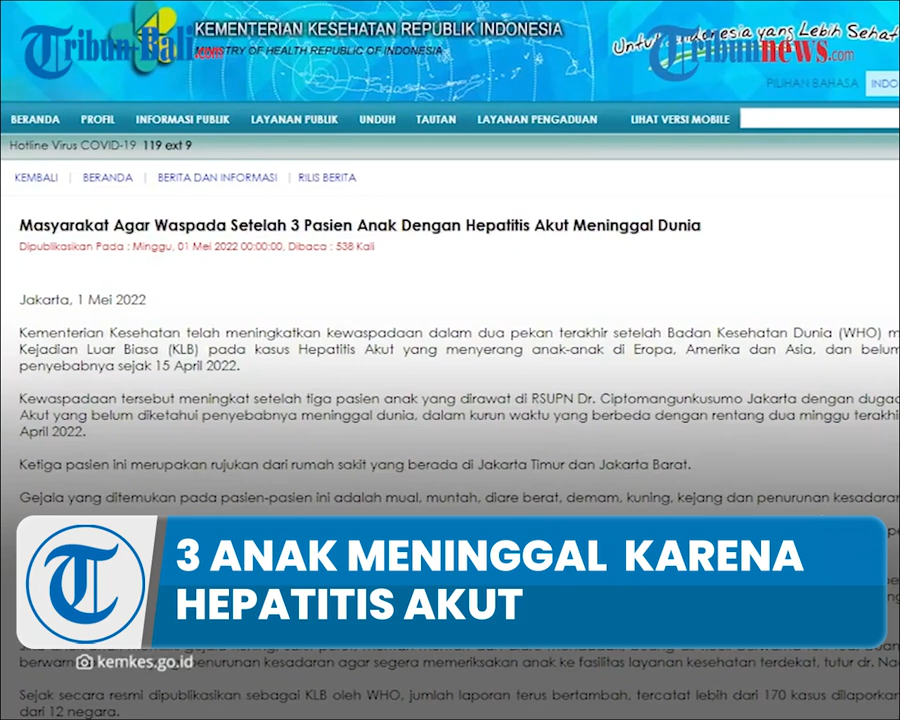 Tribun-Bali.com
KEMENTERIAN KESEHATAN REPUBLIK INDONESIA
MINISTRY OF HEALTH REPUBLIC OF INDONESIA
Untuk Indonesia yang Lebih Sehat
Tribunnews.com
PILIHAN BAHASA INDO
BERANDA PROFIL INFORMASI PUBLIK LAYANAN PUBLIK UNDUH TAUTAN LAYANAN PENGADUAN LIHAT VERSI MOBILE
Hotline Virus COVID-19 119 ext 9
KEMBALI | BERANDA | BERITA DAN INFORMASI | RILIS BERITA
Masyarakat Agar Waspada Setelah 3 Pasien Anak Dengan Hepatitis Akut Meninggal Dunia
Dipublikasikan Pada : Minggu, 01 Mei 2022 00:00:00, Dibaca : 538 Kali
Jakarta, 1 Mei 2022
Kementerian Kesehatan telah meningkatkan kewaspadaan dalam dua pekan terakhir setelah Badan Kesehatan Dunia (WHO) m
Kejadian Luar Biasa (KLB) pada kasus Hepatitis Akut yang menyerang anak-anak di Eropa, Amerika dan Asia, dan belum
penyebabnya sejak 15 April 2022.
Kewaspadaan tersebut meningkat setelah tiga pasien anak yang dirawat di RSUPN Dr. Ciptomangunkusumo Jakarta dengan dugaa
Akut yang belum diketahui penyebabnya meninggal dunia, dalam kurun waktu yang berbeda dengan rentang dua minggu terakhi
April 2022.
Ketiga pasien ini merupakan rujukan dari rumah sakit yang berada di Jakarta Timur dan Jakarta Barat.
Gejala yang ditemukan pada pasien-pasien ini adalah mual, muntah, diare berat, demam, kuning, kejang dan penurunan kesadaran
3 ANAK MENINGGAL KARENA
HEPATITIS AKUT
kemkes.go.id
penurunan kesadaran agar segera memeriksakan anak ke fasilitas layanan kesehatan terdekat, tutur dr. Na
Sejak secara resmi dipublikasikan sebagai KLB oleh WHO, jumlah laporan terus bertambah, tercatat lebih dari 170 kasus dilaporkan
dari 12 negara.